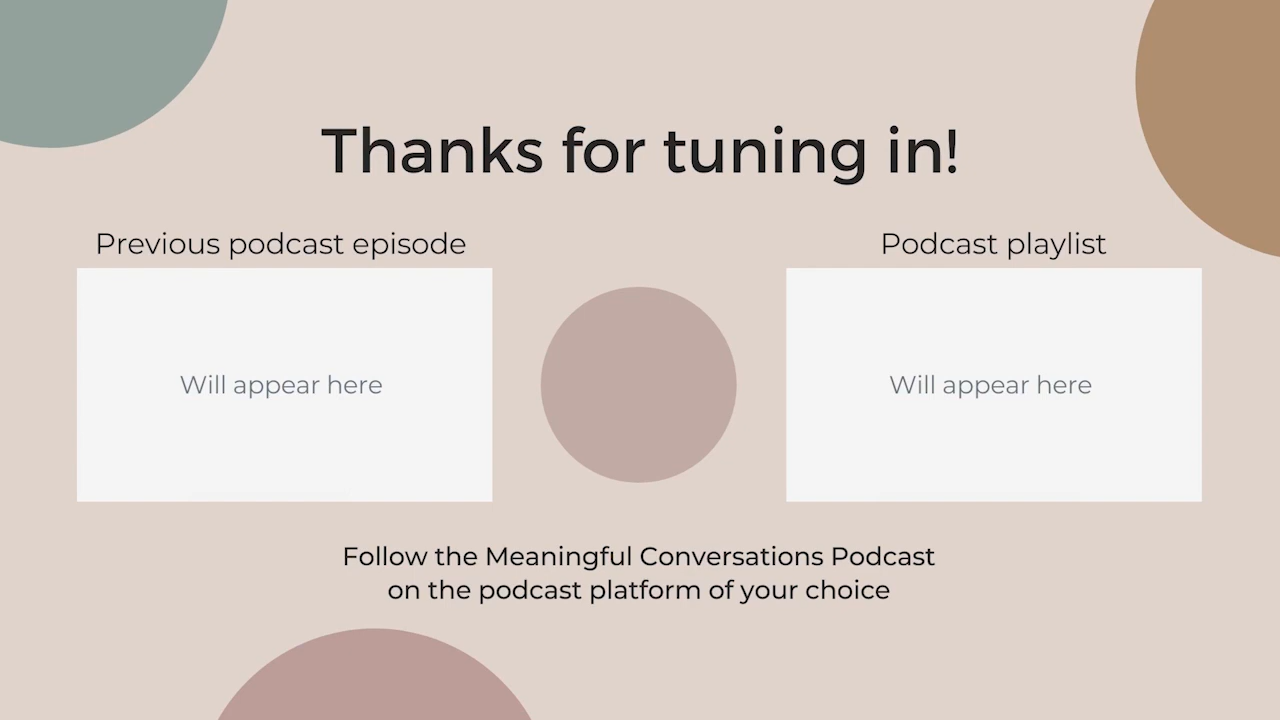 Thanks for tuning in!
Previous podcast episode
Podcast playlist
Will appear here
Will appear here
Follow the Meaningful Conversations Podcast
on the podcast platform of your choice